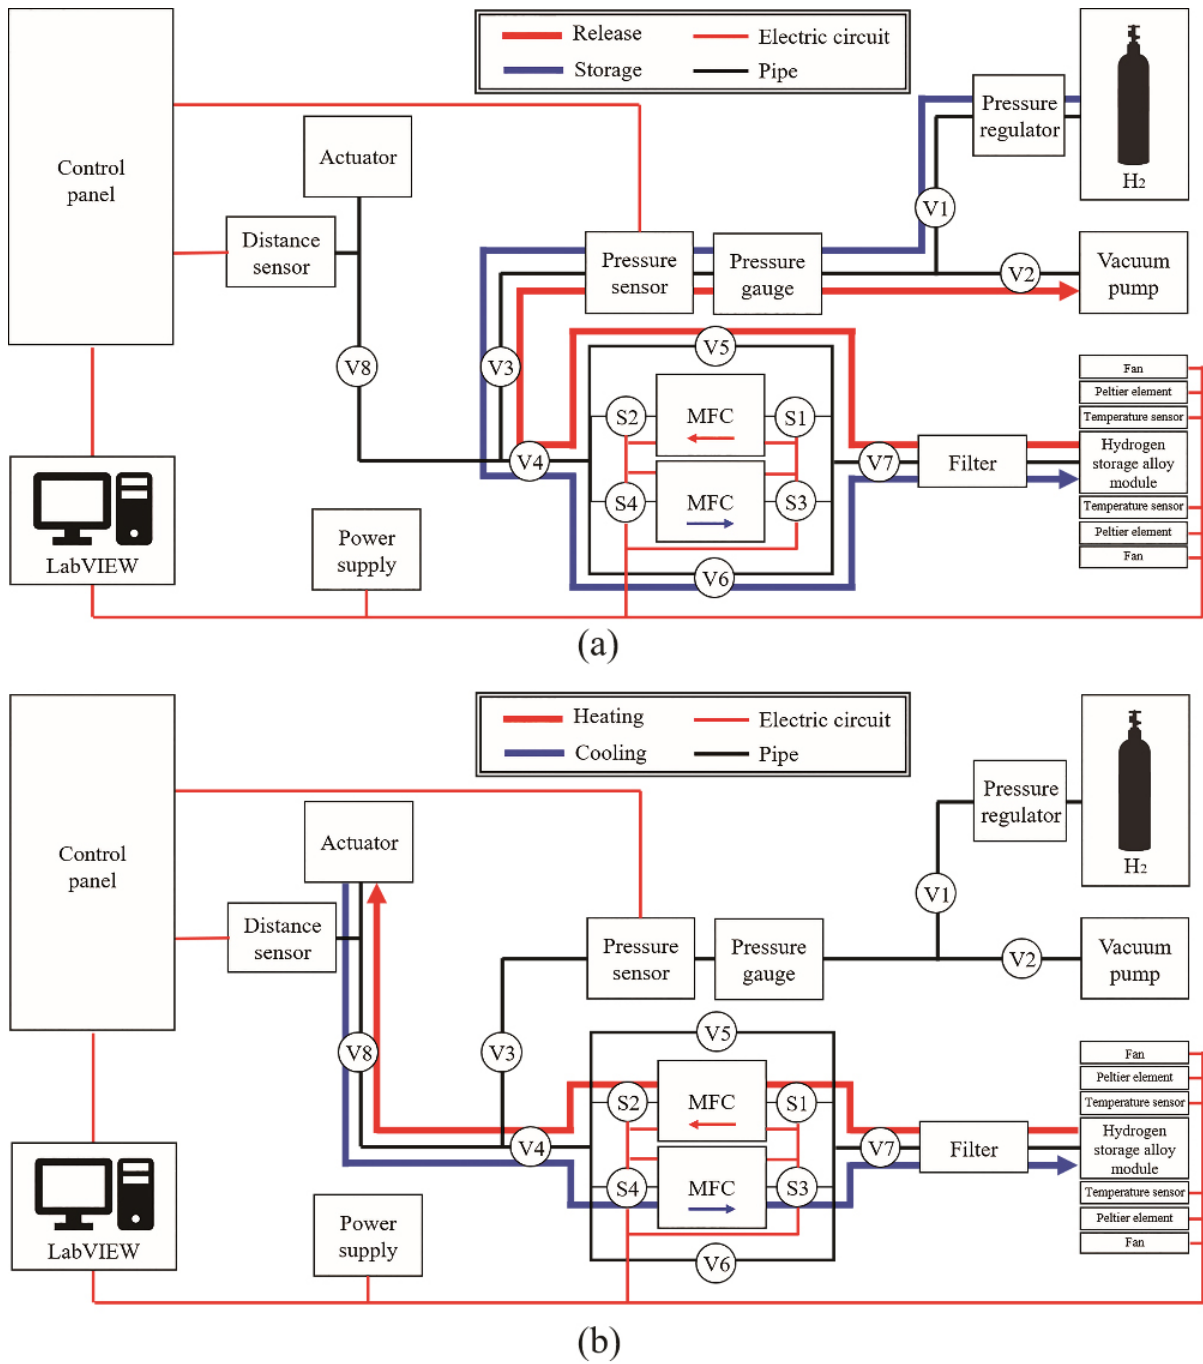 Release
Electric circuit
Storage
Pipe
Control
panel
Actuator
Pressure
regulator
H2
Distance
sensor
V1
Pressure
sensor
Pressure
gauge
V2
Vacuum
pump
V8
V3
V5
Fan
Peltier element
Temperature sensor
S2
MFC
S1
V4
V7
Filter
Hydrogen
storage alloy
module
S4
MFC
S3
Temperature sensor
Peltier element
Fan
LabVIEW
Power
supply
V6
(a)
Heating
Electric circuit
Cooling
Pipe
Control
panel
Actuator
Pressure
regulator
H2
Distance
sensor
V1
Pressure
sensor
Pressure
gauge
V2
Vacuum
pump
V8
V3
V5
Fan
Peltier element
Temperature sensor
S2
MFC
S1
V4
V7
Filter
Hydrogen
storage alloy
module
S4
MFC
S3
Temperature sensor
Peltier element
Fan
LabVIEW
Power
supply
V6
(b)